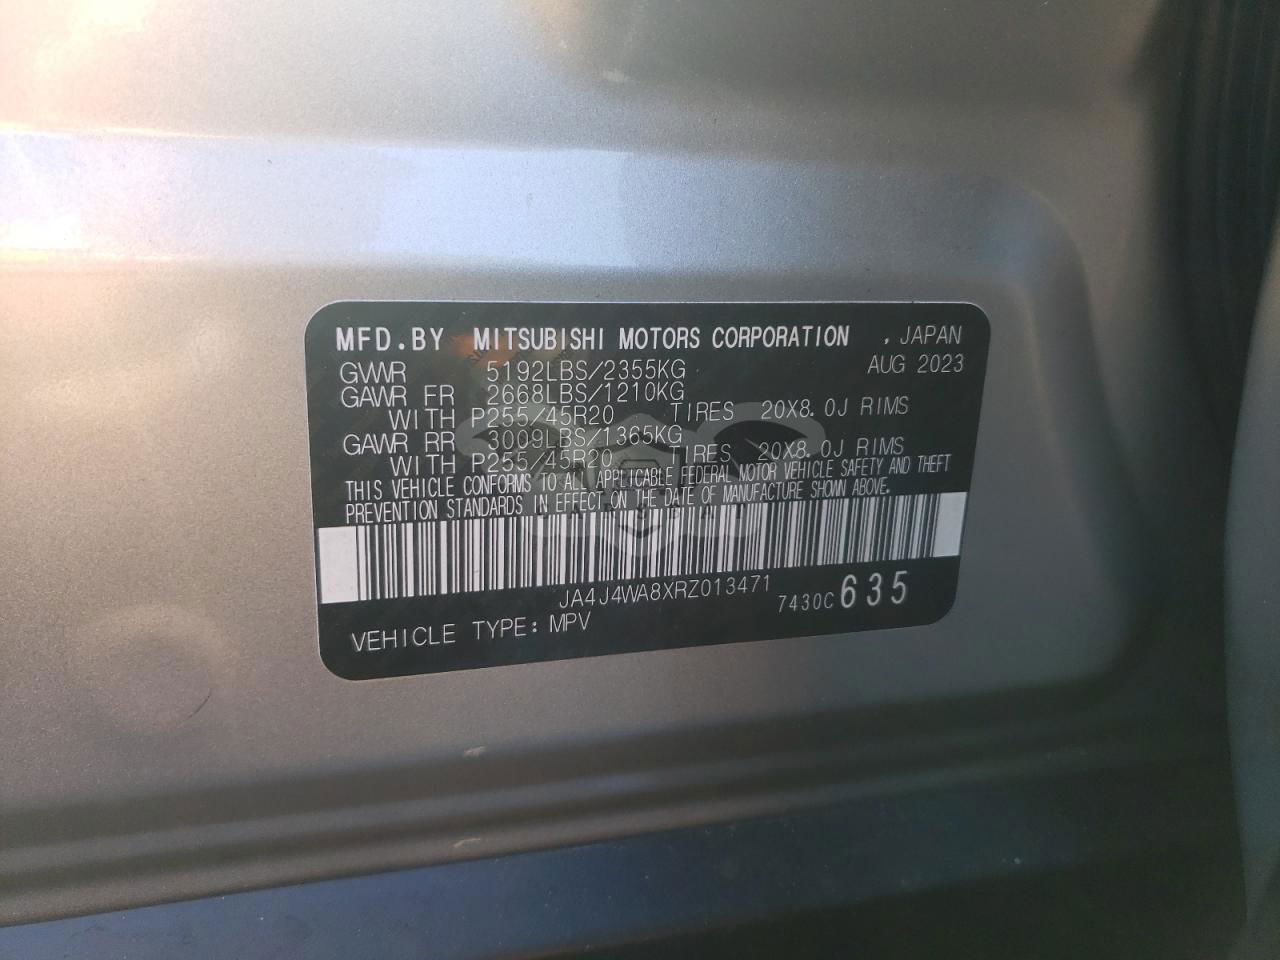 MFD.BY MITSUBISHI MOTORS CORPORATION , JAPAN
GVWR 5192LBS/2355KG AUG 2023
GAWR FR 2668LBS/1210KG
WITH P255/45R20 TIRES 20X8.0J RIMS
GAWR RR 3009LBS/1365KG
WITH P255/45R20 TIRES 20X8.0J RIMS
THIS VEHICLE CONFORMS TO ALL APPLICABLE FEDERAL MOTOR VEHICLE SAFETY AND THEFT
PREVENTION STANDARDS IN EFFECT ON THE DATE OF MANUFACTURE SHOWN ABOVE.
JA4J4WA8XRZ013471
7430C 635
VEHICLE TYPE: MPV